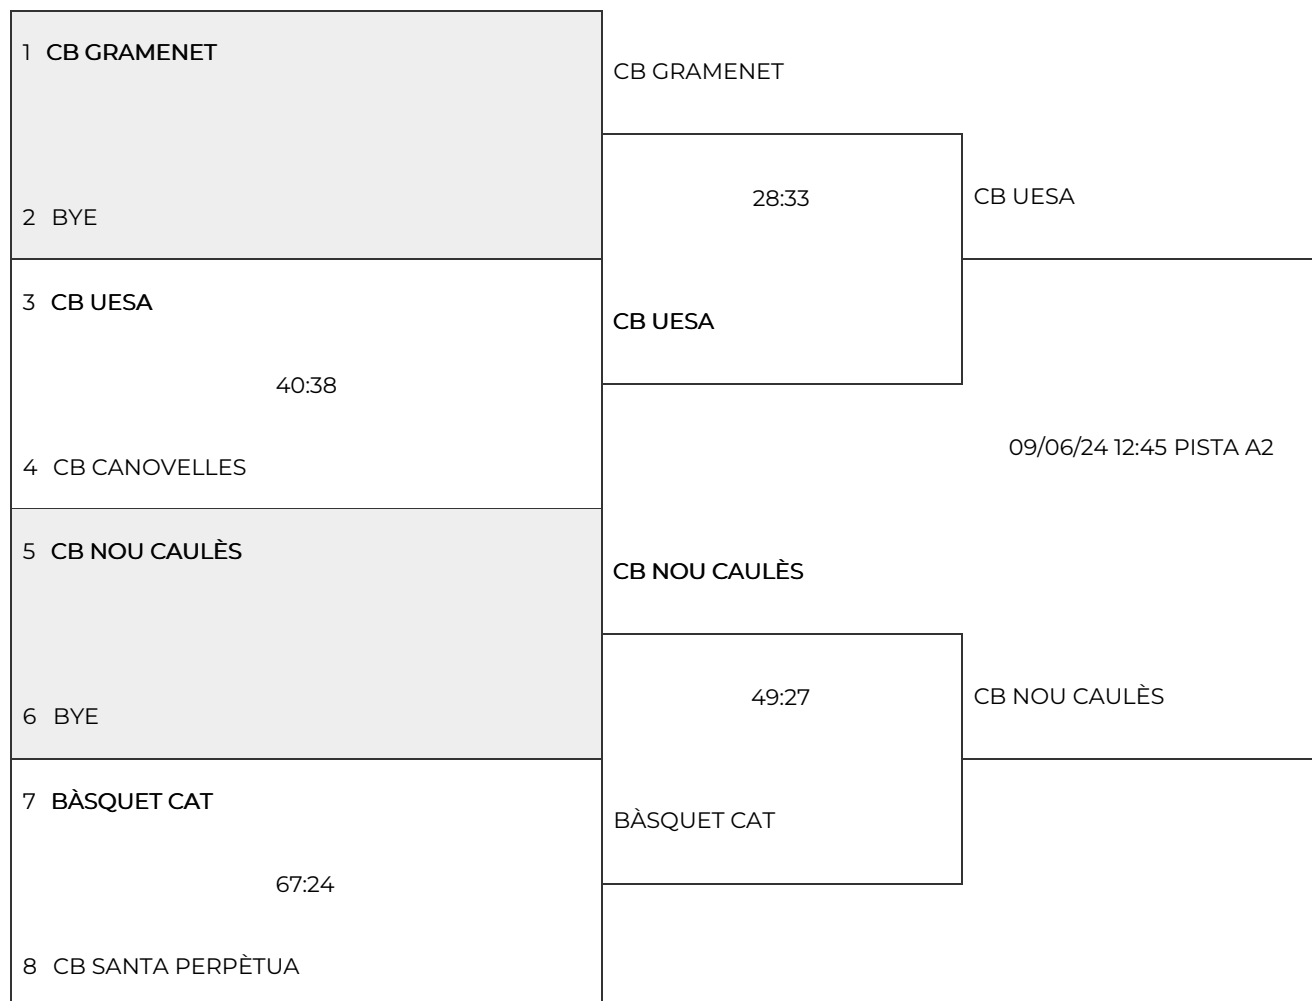 1 CB GRAMENET
2 BYE
3 CB UESA
40:38
4 CB CANOVELLES
5 CB NOU CAULÈS
6 BYE
7 BÀSQUET CAT
67:24
8 CB SANTA PERPÈTUA
CB GRAMENET
28:33
CB UESA
CB NOU CAULÈS
49:27
BÀSQUET CAT
CB UESA
09/06/24 12:45 PISTA A2
CB NOU CAULÈS